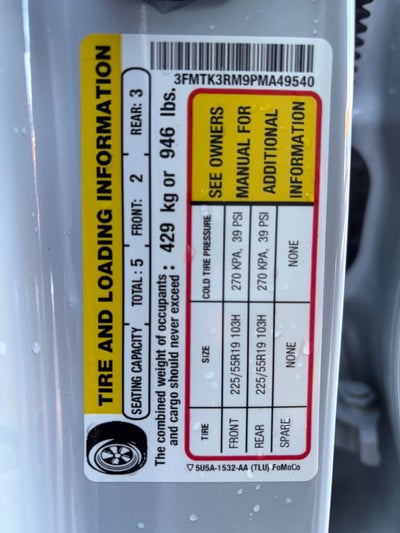 TIRE AND LOADING INFORMATION
SEATING CAPACITY TOTAL: 5 FRONT: 2 REAR: 3
The combined weight of occupants
and cargo should never exceed: 429 kg or 946 lbs.
3FMTK3RM9PMA49540
TIRE SIZE COLD TIRE PRESSURE
FRONT 225/55R19 103H 270 KPA, 39 PSI
REAR 225/55R19 103H 270 KPA, 39 PSI
SPARE NONE NONE
SEE OWNERS
MANUAL FOR
ADDITIONAL
INFORMATION
▽ 5U5A-1532-AA (TLU) FoMoCo